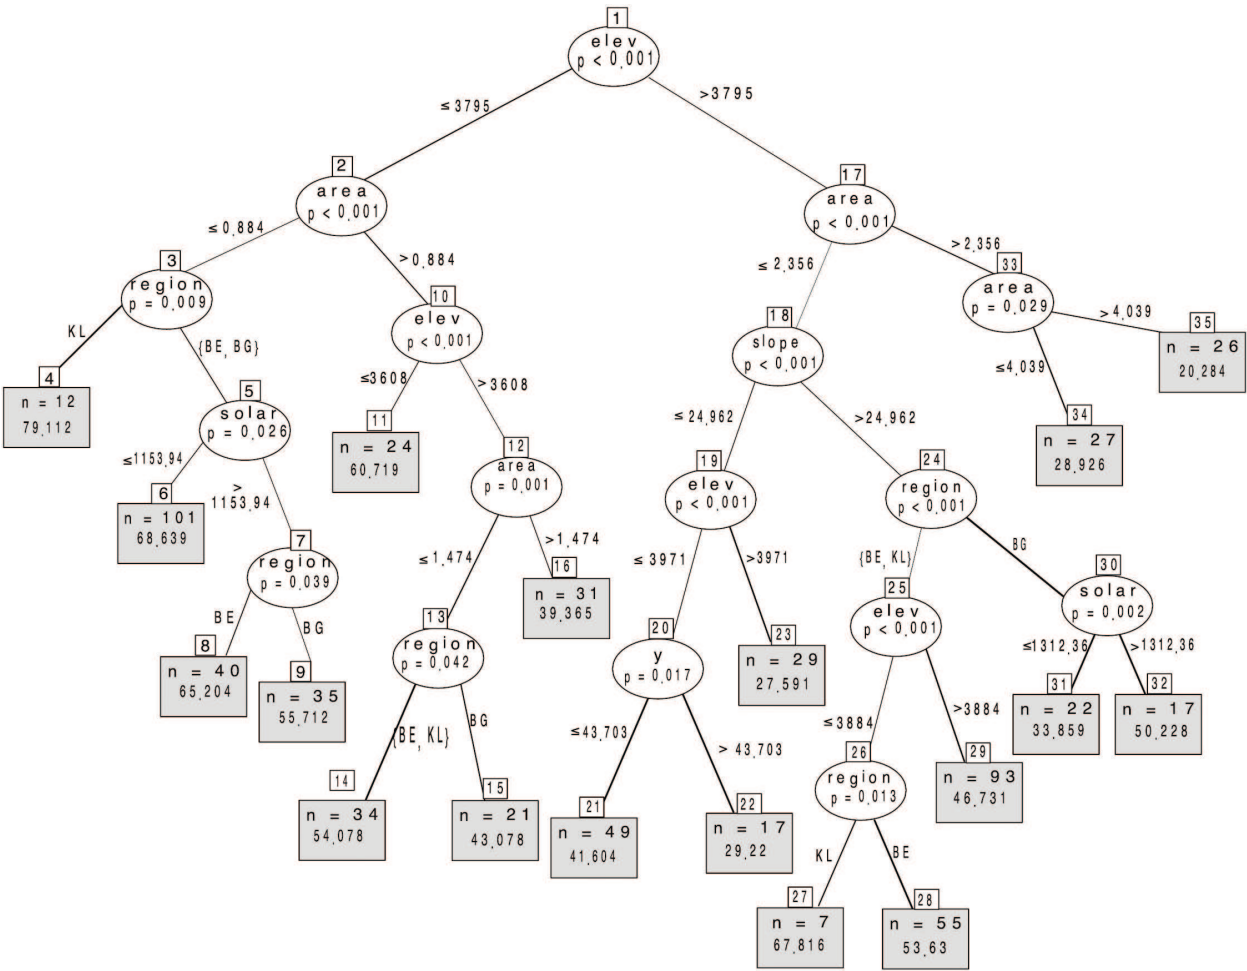 1
elev
p < 0.001
≤ 3795
>3795
2
area
p < 0.001
17
area
p < 0.001
≤ 0.884
>0.884
≤ 2.356
>2.356
3
region
p = 0.009
10
elev
p <0.001
18
slope
p <0.001
33
area
p = 0.029
KL
{BE, BG}
≤3608
>3608
≤ 24.962
>24.962
≤4.039
>4.039
35
n = 26
20.284
4
n = 12
79.112
5
solar
p = 0.026
11
n = 24
60.719
12
area
p = 0.001
19
elev
p <0.001
24
region
p <0.001
34
n = 27
28.926
≤1153.94
>
1153.94
≤ 1.474
>1.474
≤ 3971
>3971
{BE, KL}
BG
6
n = 101
68.639
7
region
p = 0.039
13
region
p = 0.042
16
n = 31
39.365
20
y
p = 0.017
23
n = 29
27.591
25
elev
p <0.001
30
solar
p = 0.002
BE
BG
{BE, KL}
BG
≤43.703
> 43.703
≤ 3884
>3884
≤1312.36
>1312.36
8
n = 40
65.204
9
n = 35
55.712
14
n = 34
54.078
15
n = 21
43.078
21
n = 49
41.604
22
n = 17
29.22
26
region
p = 0.013
29
n = 93
46.731
31
n = 22
33.859
32
n = 17
50.228
KL
BE
27
n = 7
67.816
28
n = 55
53.63